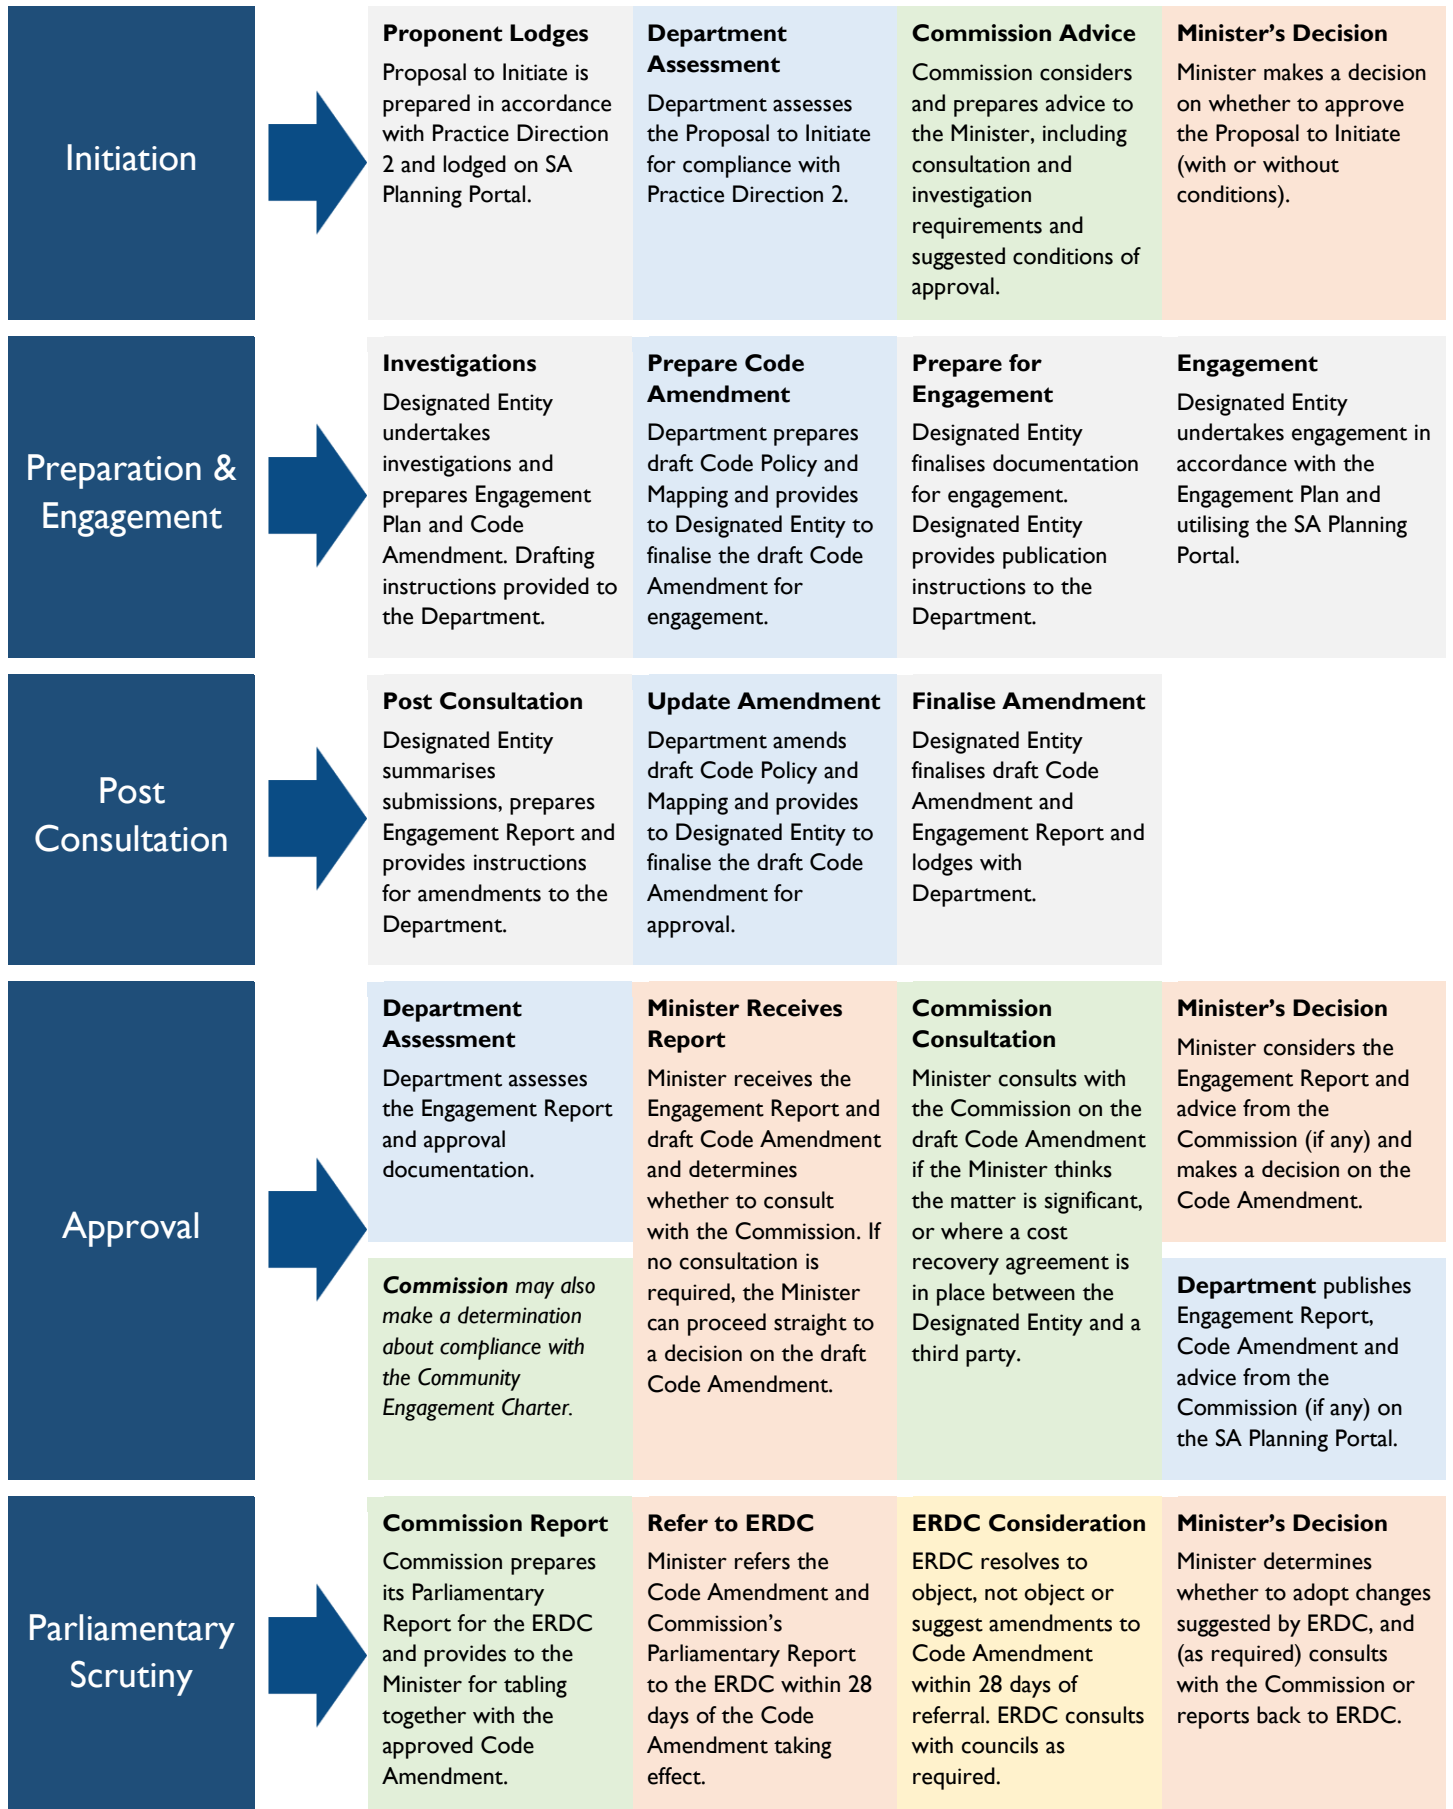 Initiation
Proponent Lodges
Proposal to Initiate is
prepared in accordance
with Practice Direction
2 and lodged on SA
Planning Portal.
Department
Assessment
Department assesses
the Proposal to Initiate
for compliance with
Practice Direction 2.
Commission Advice
Commission considers
and prepares advice to
the Minister, including
consultation and
investigation
requirements and
suggested conditions of
approval.
Minister’s Decision
Minister makes a decision
on whether to approve
the Proposal to Initiate
(with or without
conditions).
Preparation &
Engagement
Investigations
Designated Entity
undertakes
investigations and
prepares Engagement
Plan and Code
Amendment. Drafting
instructions provided to
the Department.
Prepare Code
Amendment
Department prepares
draft Code Policy and
Mapping and provides
to Designated Entity to
finalise the draft Code
Amendment for
engagement.
Prepare for
Engagement
Designated Entity
finalises documentation
for engagement.
Designated Entity
provides publication
instructions to the
Department.
Engagement
Designated Entity
undertakes engagement in
accordance with the
Engagement Plan and
utilising the SA Planning
Portal.
Post
Consultation
Post Consultation
Designated Entity
summarises
submissions, prepares
Engagement Report and
provides instructions
for amendments to the
Department.
Update Amendment
Department amends
draft Code Policy and
Mapping and provides
to Designated Entity to
finalise the draft Code
Amendment for
approval.
Finalise Amendment
Designated Entity
finalises draft Code
Amendment and
Engagement Report and
lodges with
Department.
Approval
Department
Assessment
Department assesses
the Engagement Report
and approval
documentation.
Commission may also
make a determination
about compliance with
the Community
Engagement Charter.
Minister Receives
Report
Minister receives the
Engagement Report and
draft Code Amendment
and determines
whether to consult
with the Commission. If
no consultation is
required, the Minister
can proceed straight to
a decision on the draft
Code Amendment.
Commission
Consultation
Minister consults with
the Commission on the
draft Code Amendment
if the Minister thinks
the matter is significant,
or where a cost
recovery agreement is
in place between the
Designated Entity and a
third party.
Minister’s Decision
Minister considers the
Engagement Report and
advice from the
Commission (if any) and
makes a decision on the
Code Amendment.
Department publishes
Engagement Report,
Code Amendment and
advice from the
Commission (if any) on
the SA Planning Portal.
Parliamentary
Scrutiny
Commission Report
Commission prepares
its Parliamentary
Report for the ERDC
and provides to the
Minister for tabling
together with the
approved Code
Amendment.
Refer to ERDC
Minister refers the
Code Amendment and
Commission’s
Parliamentary Report
to the ERDC within 28
days of the Code
Amendment taking
effect.
ERDC Consideration
ERDC resolves to
object, not object or
suggest amendments to
Code Amendment
within 28 days of
referral. ERDC consults
with councils as
required.
Minister’s Decision
Minister determines
whether to adopt changes
suggested by ERDC, and
(as required) consults
with the Commission or
reports back to ERDC.